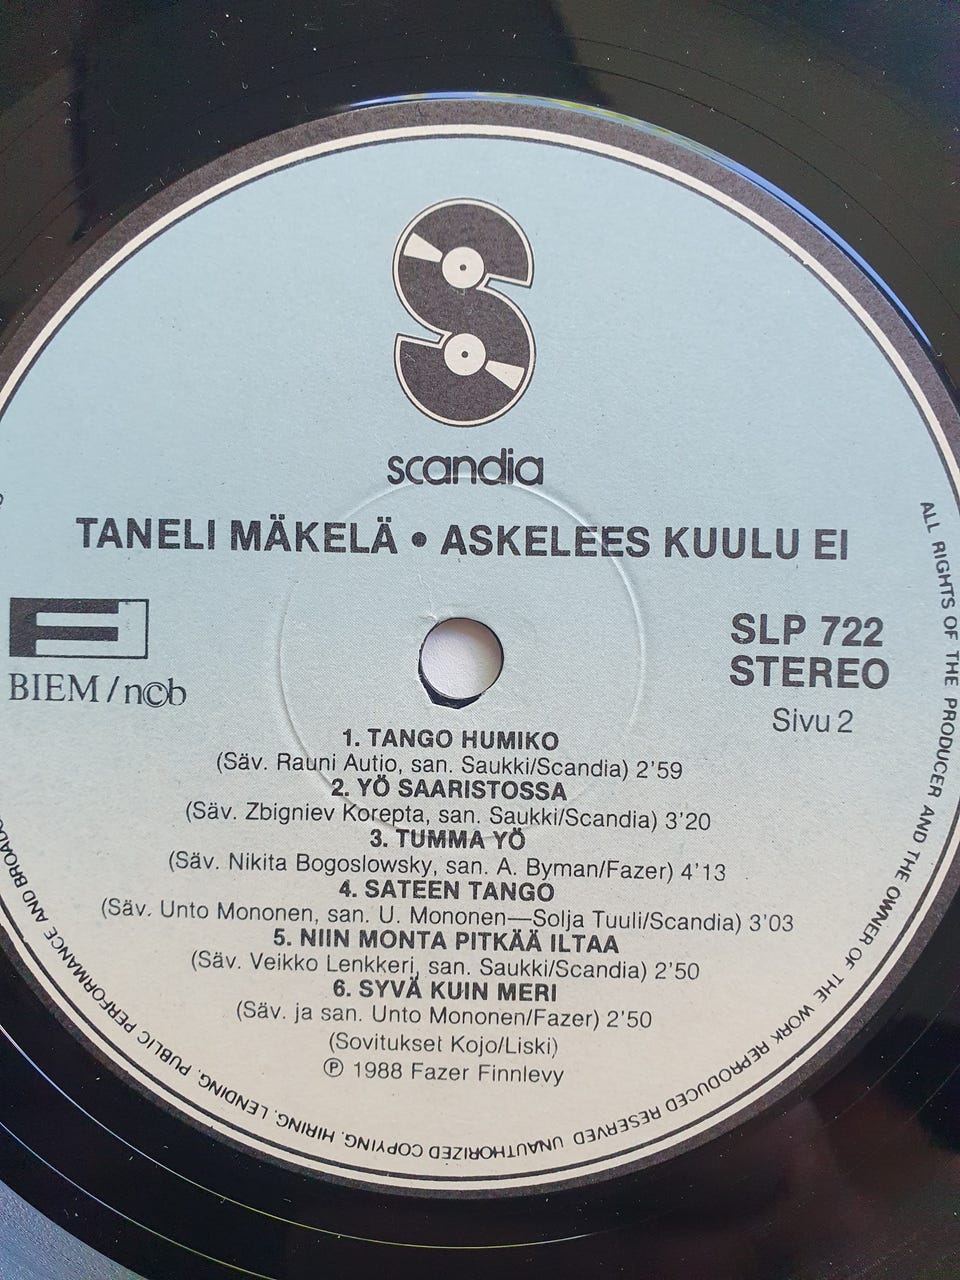 scandia
TANELI MÄKELÄ • ASKELEES KUULU EI
BIEM/n©b
SLP 722
STEREO
Sivu 2
1. TANGO HUMIKO
(Säv. Rauni Autio, san. Saukki/Scandia) 2'59
2. YÖ SAARISTOSSA
(Säv. Zbigniev Korepta, san. Saukki/Scandia) 3'20
3. TUMMA YÖ
(Säv. Nikita Bogoslowsky, san. A. Byman/Fazer) 4'13
4. SATEEN TANGO
(Säv. Unto Mononen, san. U. Mononen—Solja Tuuli/Scandia) 3'03
5. NIIN MONTA PITKÄÄ ILTAA
(Säv. Veikko Lenkkeri, san. Saukki/Scandia) 2'50
6. SYVÄ KUIN MERI
(Säv. ja san. Unto Mononen/Fazer) 2'50
(Sovitukset Kojo/Liski)
Ⓟ 1988 Fazer Finnlevy
ALL RIGHTS OF THE PRODUCER AND THE OWNER OF THE WORK REPRODUCED RESERVED UNAUTHORIZED COPYING, HIRING, LENDING, PUBLIC PERFORMANCE AND